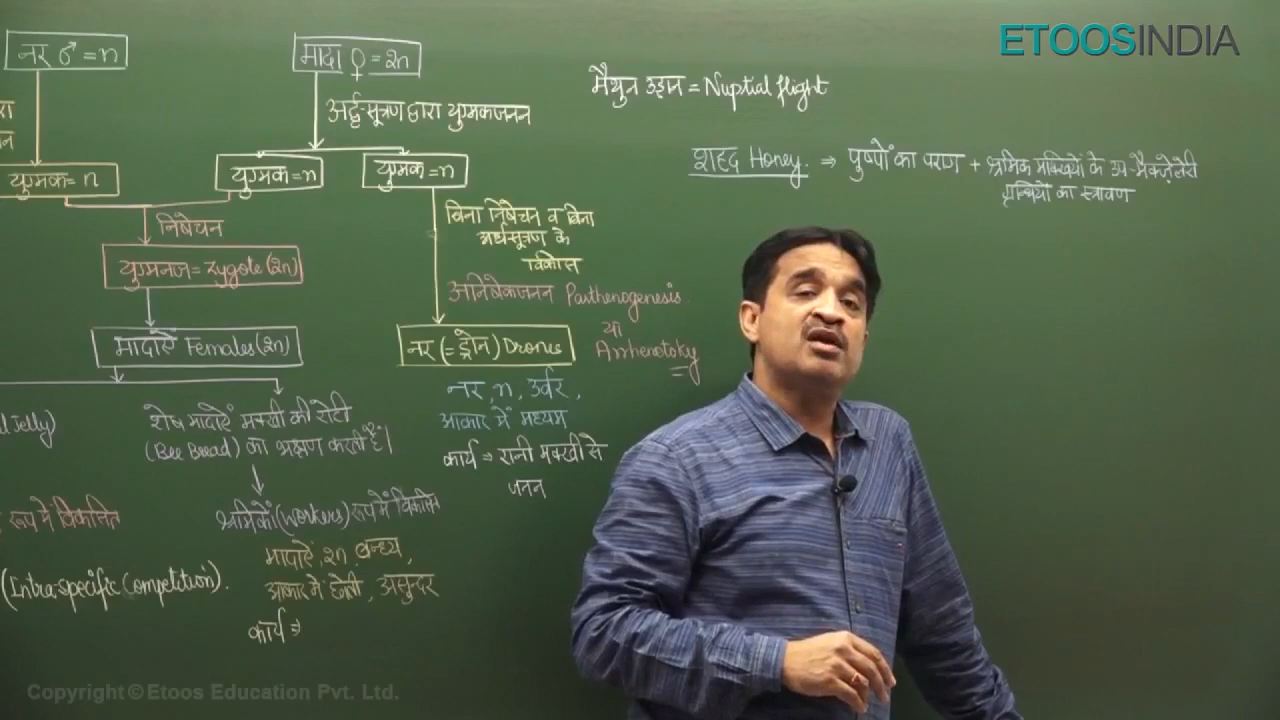 ETOOSINDIA
नर ♂ = n
मादा ♀ = 2n
मैथुन उड़ान = Nuptial flight
रा
न
अर्द्ध-सूत्रण द्वारा युग्मकजनन
शहद Honey. ⇒ पुष्पों का पराग + श्रमिक मक्खियों के उप-मैक्ज़ेलेरी
ग्रन्थियों का स्त्रावण
युग्मक = n
युग्मक = n
युग्मक = n
निषेचन
बिना निषेचन व बिना
अर्धसूत्रण के
विकास
युग्मनज = Zygote (2n)
अनिषेकजनन Parthenogenesis
या
Arrhenotoky
मादाऐं Females (2n)
नर (= ड्रोन) Drones
नर, n, उर्वर,
आकार में मध्यम
कार्य ⇒ रानी मक्खी से
जनन
Jelly)
शेष मादाऐं मक्खी की रोटी
(Bee Bread) का भक्षण करती हैं।
रूप में विकसित
श्रमिकों (Workers) रूप में विकसित
मादाऐं, 2n, बन्ध्य,
आकार में छोटी, असुन्दर
(Intra-specific Competition).
कार्य ⇒
Copyright © Etoos Education Pvt. Ltd.